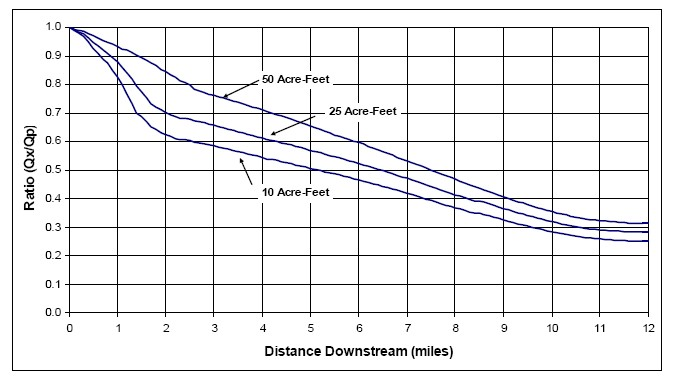 1.0
0.9
0.8
0.7
0.6
0.5
0.4
0.3
0.2
0.1
0.0
Ratio (Qx/Qp)
50 Acre-Feet
25 Acre-Feet
10 Acre-Feet
0 1 2 3 4 5 6 7 8 9 10 11 12
Distance Downstream (miles)